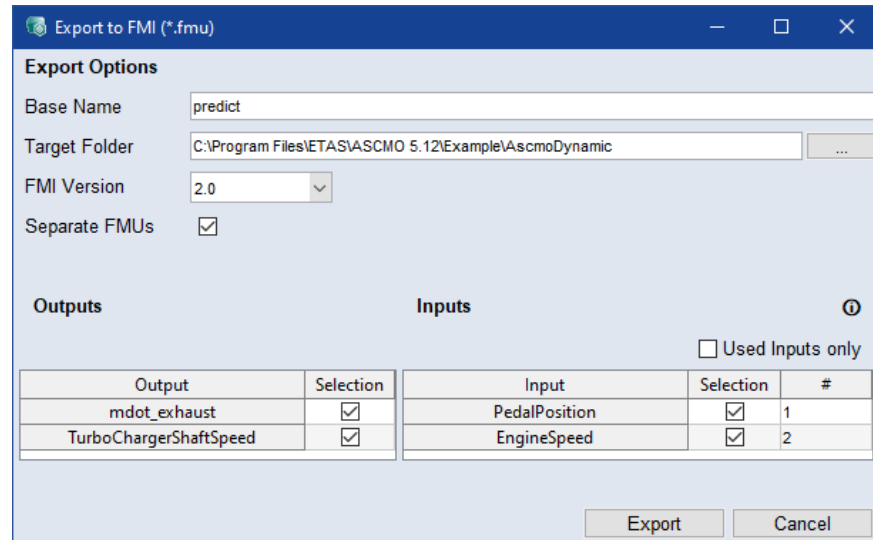 Export to FMI (*.fmu)
Export Options
Base Name predict
Target Folder C:\Program Files\ETAS\ASCMO 5.12\Example\AscmoDynamic ...
FMI Version 2.0
Separate FMUs
Outputs Inputs
Used Inputs only
Output Selection Input Selection #
mdot_exhaust PedalPosition 1
TurboChargerShaftSpeed EngineSpeed 2
Export Cancel